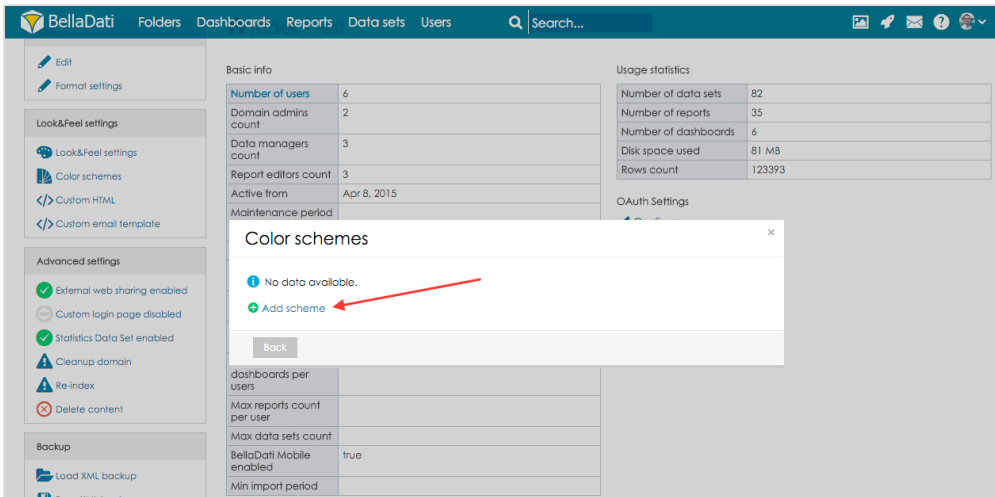 BellaDati Folders Dashboards Reports Data sets Users Search...
Edit
Format settings
Look&Feel settings
Look&Feel settings
Color schemes
Custom HTML
Custom email template
Advanced settings
External web sharing enabled
Custom login page disabled
Statistics Data Set enabled
Cleanup domain
Re-index
Delete content
Backup
Load XML backup
Basic info
Number of users 6
Domain admins
count 2
Data managers
count 3
Report editors count 3
Active from Apr 8, 2015
Maintenance period
Color schemes ×
No data available.
Add scheme
Back
dashboards per
users
Max reports count
per user
Max data sets count
BellaDati Mobile
enabled true
Min import period
Usage statistics
Number of data sets 82
Number of reports 35
Number of dashboards 6
Disk space used 81 MB
Rows count 123393
OAuth Settings